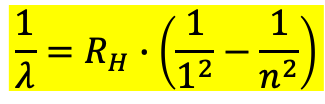 1/λ = R_H · (1/1² − 1/n²)